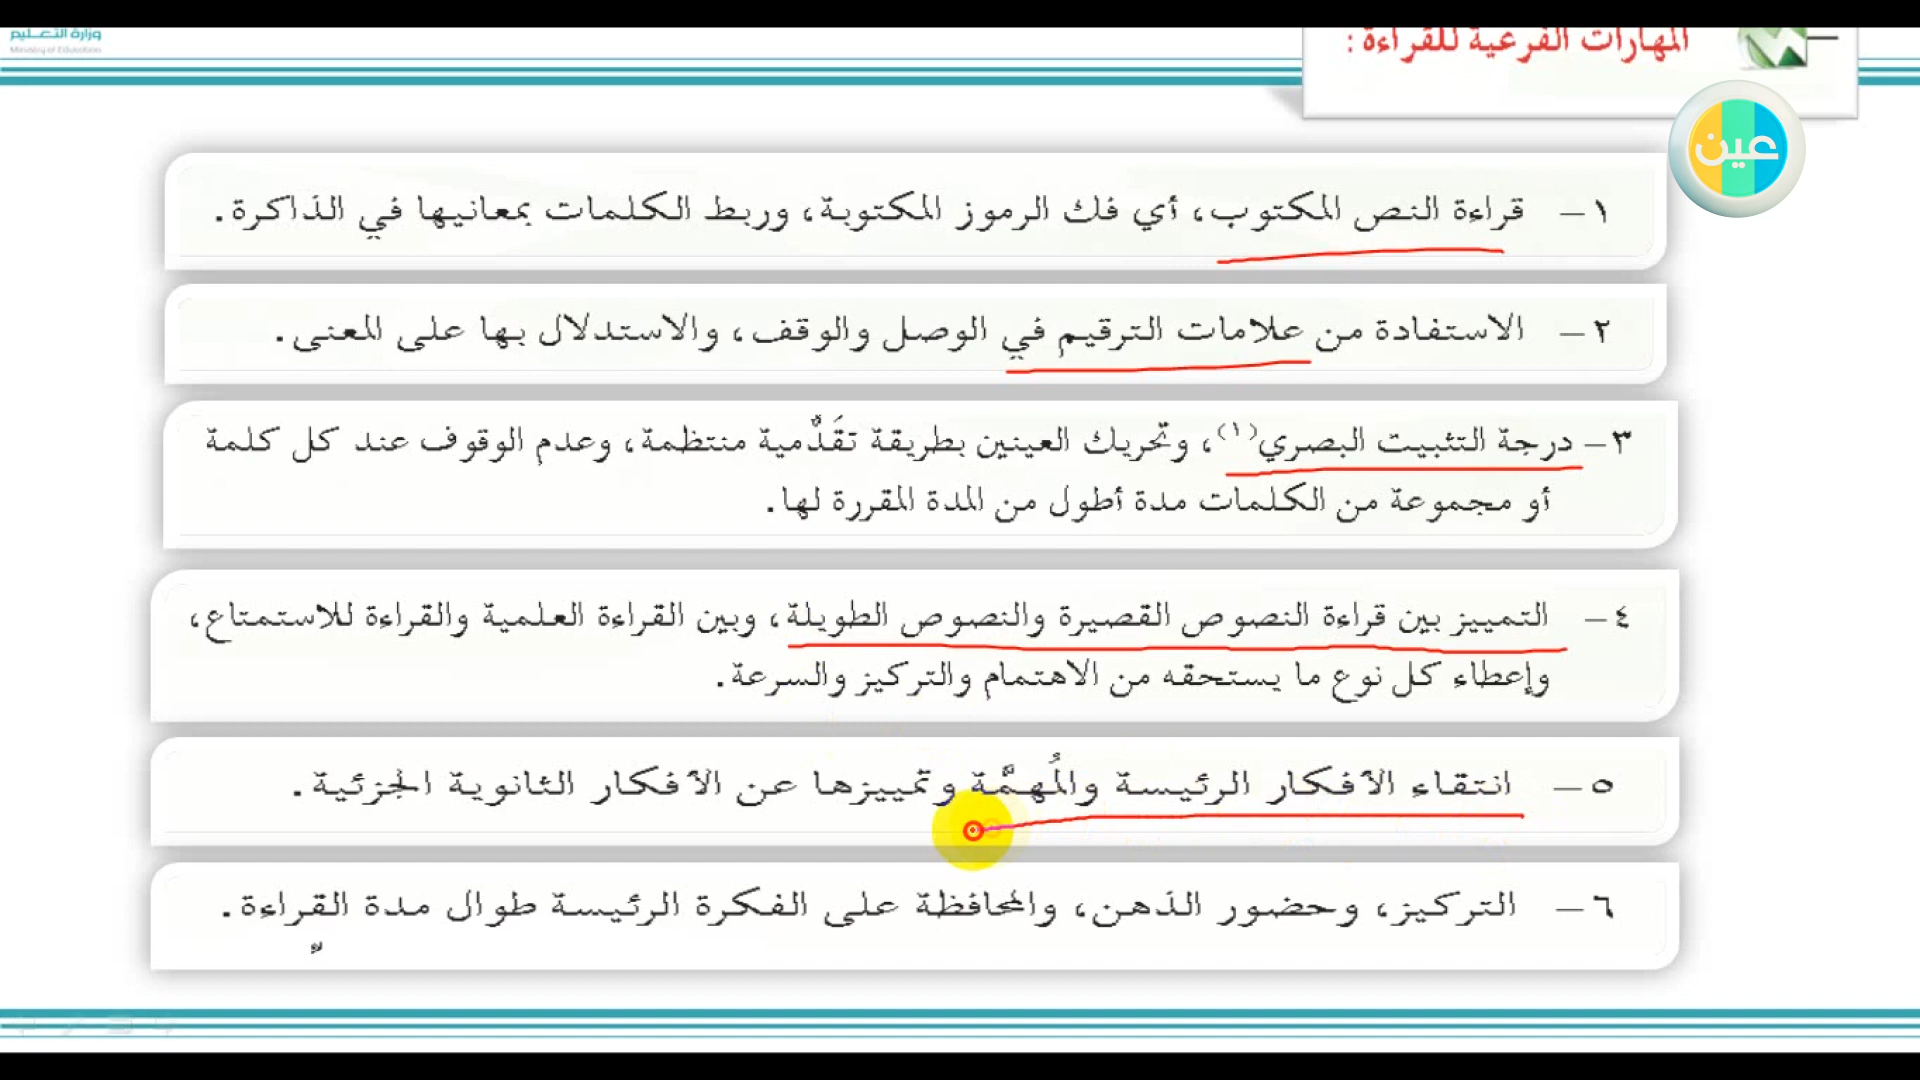 وزارة التعليم
Ministry of Education
المهارات الفرعية للقراءة :
عين
١ – قراءة النص المكتوب، أي فك الرموز المكتوبة، وربط الكلمات بمعانيها في الذاكرة.
٢ – الاستفادة من علامات الترقيم في الوصل والوقف، والاستدلال بها على المعنى.
٣ – درجة التثبيت البصري(١)، وتحريك العينين بطريقة تقَدُّمية منتظمة، وعدم الوقوف عند كل كلمة
أو مجموعة من الكلمات مدة أطول من المدة المقررة لها.
٤ – التمييز بين قراءة النصوص القصيرة والنصوص الطويلة، وبين القراءة العلمية والقراءة للاستمتاع،
وإعطاء كل نوع ما يستحقه من الاهتمام والتركيز والسرعة.
٥ – انتقاء الأفكار الرئيسة والمُهمَّة وتمييزها عن الأفكار الثانوية الجزئية.
٦ – التركيز، وحضور الذهن، والمحافظة على الفكرة الرئيسة طوال مدة القراءة.